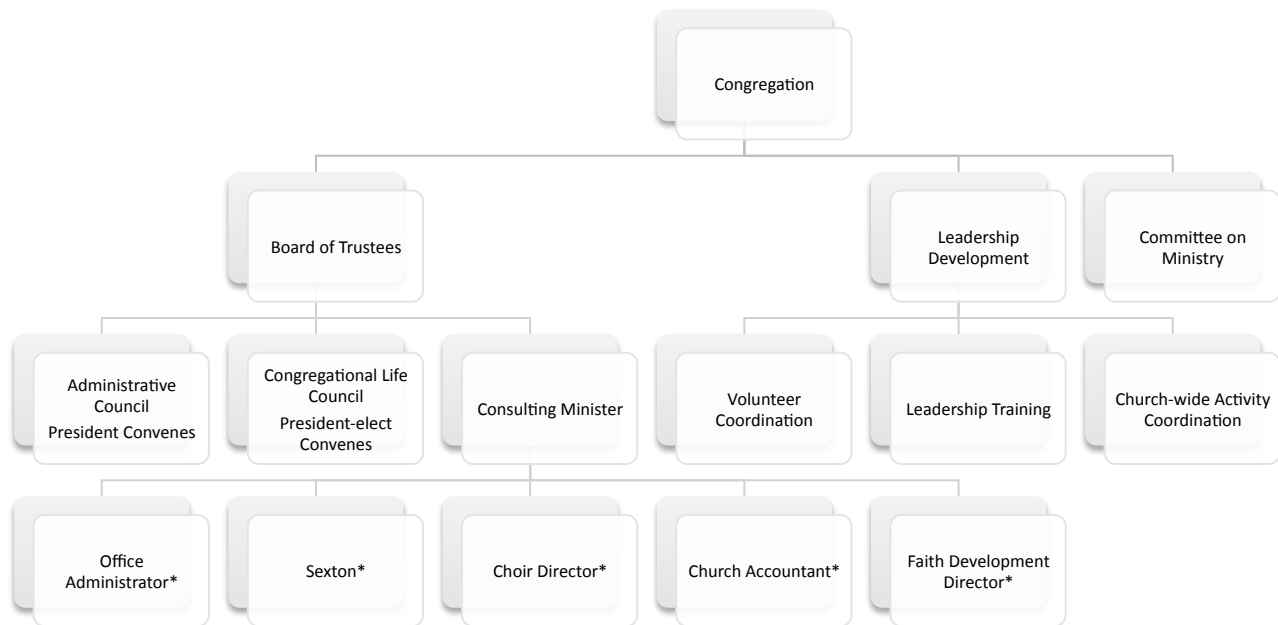 Congregation
Board of Trustees
Leadership
Development
Committee on
Ministry
Administrative
Council
President Convenes
Congregational Life
Council
President-elect
Convenes
Consulting Minister
Volunteer
Coordination
Leadership Training
Church-wide Activity
Coordination
Office
Administrator*
Sexton*
Choir Director*
Church Accountant*
Faith Development
Director*